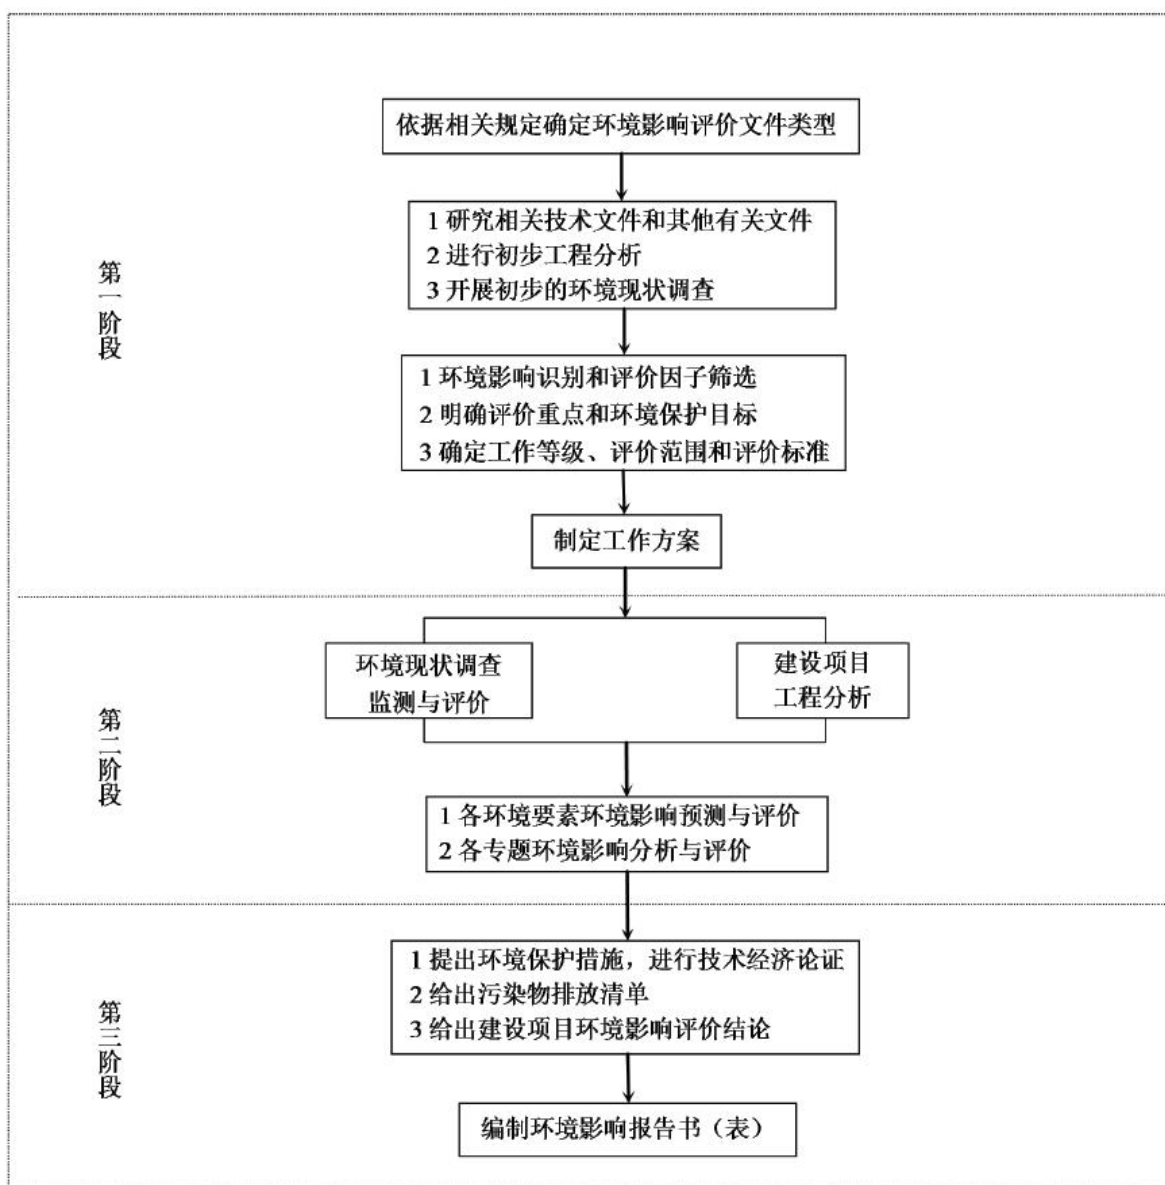 依据相关规定确定环境影响评价文件类型
1 研究相关技术文件和其他有关文件
2 进行初步工程分析
3 开展初步的环境现状调查
第一阶段
1 环境影响识别和评价因子筛选
2 明确评价重点和环境保护目标
3 确定工作等级、评价范围和评价标准
制定工作方案
环境现状调查
监测与评价
建设项目
工程分析
第二阶段
1 各环境要素环境影响预测与评价
2 各专题环境影响分析与评价
1 提出环境保护措施，进行技术经济论证
2 给出污染物排放清单
3 给出建设项目环境影响评价结论
第三阶段
编制环境影响报告书（表）